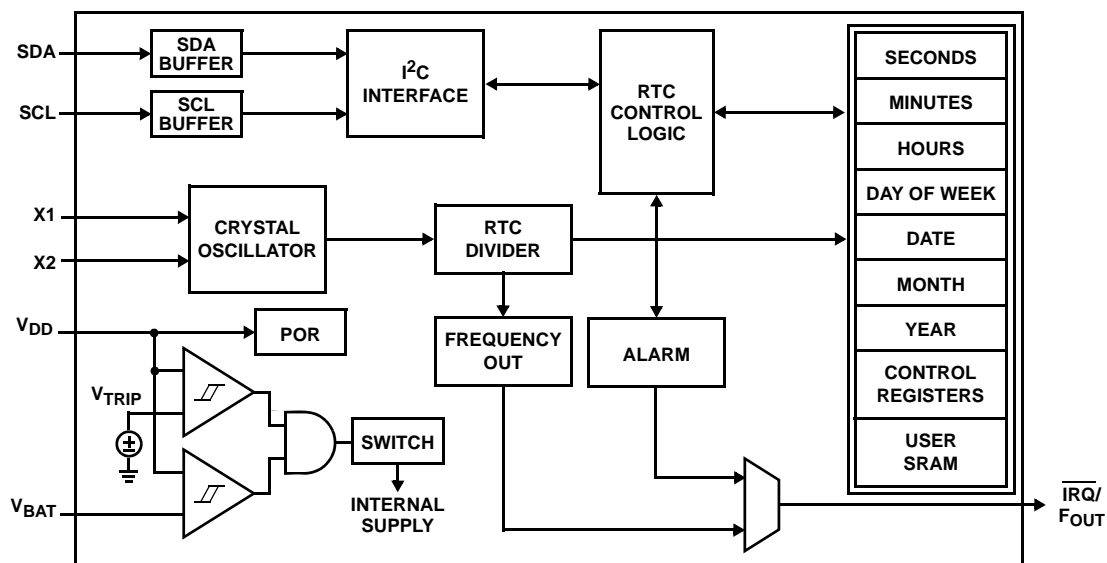 SDA
SDA
BUFFER
SCL
SCL
BUFFER
I²C
INTERFACE
RTC
CONTROL
LOGIC
SECONDS
MINUTES
HOURS
DAY OF WEEK
DATE
MONTH
YEAR
CONTROL
REGISTERS
USER
SRAM
X1
X2
CRYSTAL
OSCILLATOR
RTC
DIVIDER
FREQUENCY
OUT
ALARM
VDD
POR
VTRIP
VBAT
SWITCH
INTERNAL
SUPPLY
IRQ/
FOUT